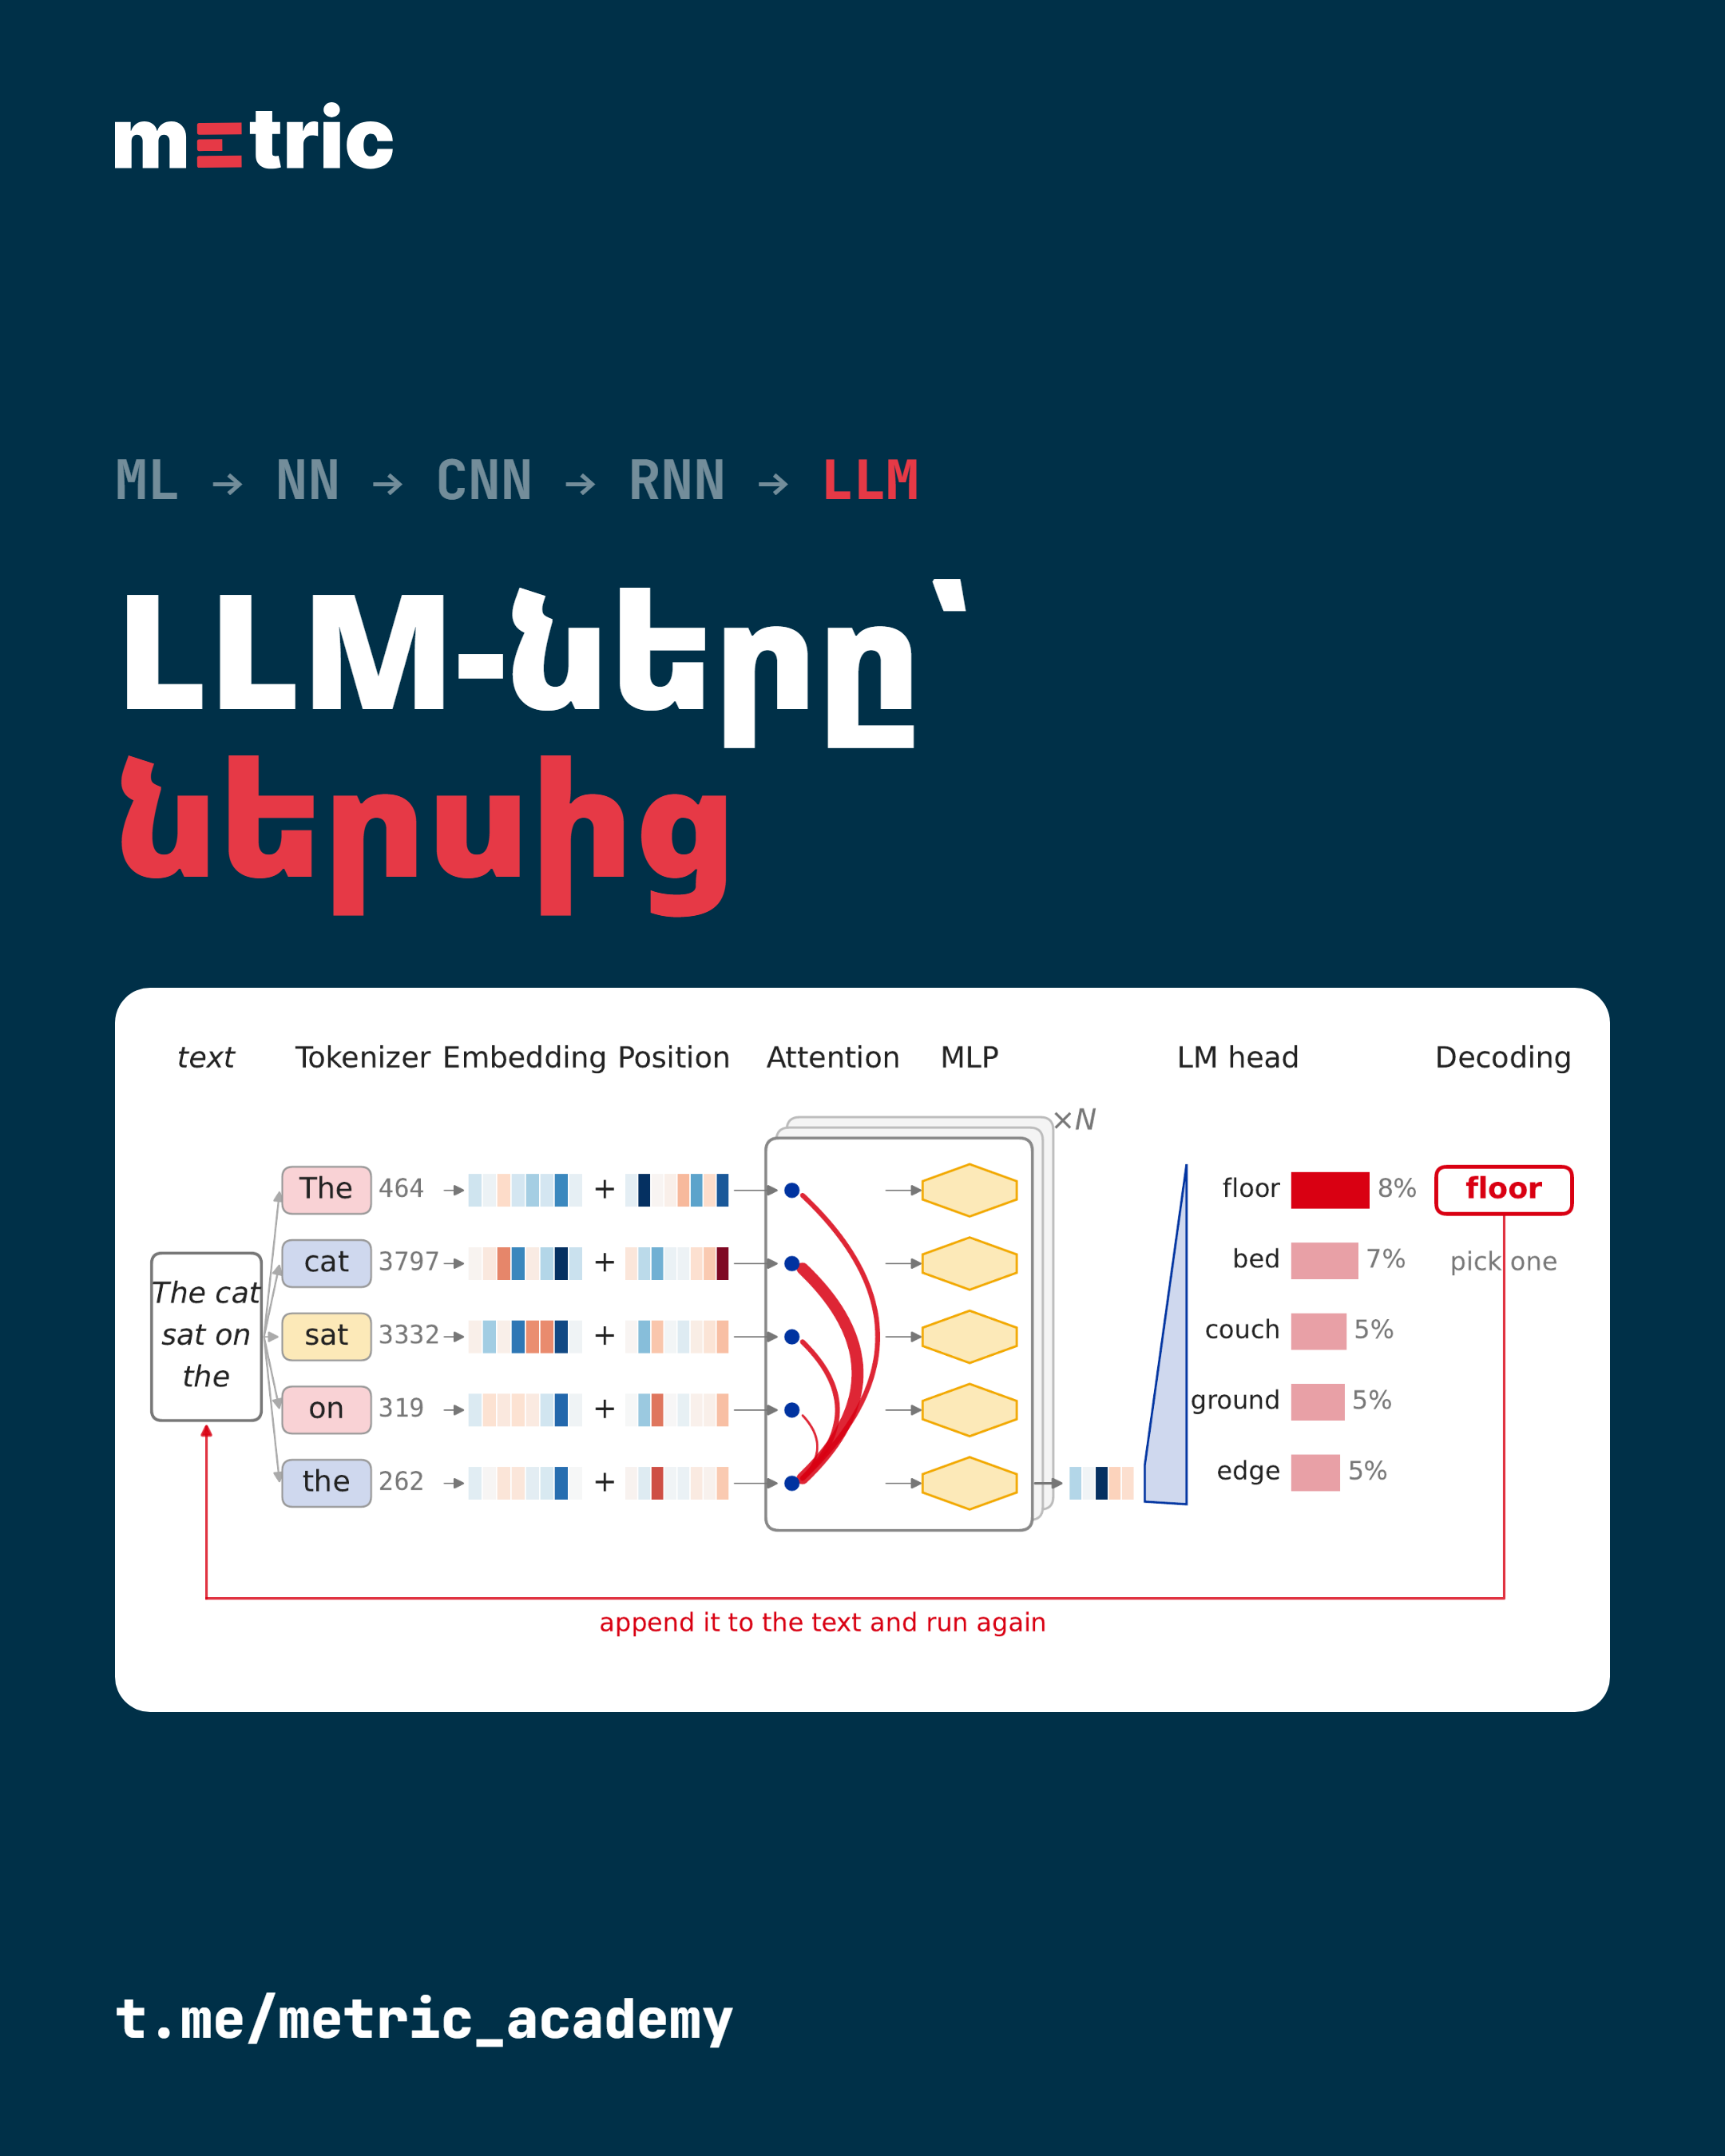 metric
ML → NN → CNN → RNN → LLM
LLM-ները՝
ներսից
text Tokenizer Embedding Position Attention MLP LM head Decoding
×N
The 464 + floor 8% floor
cat 3797 + bed 7% pick one
The cat
sat on
the
sat 3332 + couch 5%
on 319 + ground 5%
the 262 + edge 5%
append it to the text and run again
t.me/metric_academy